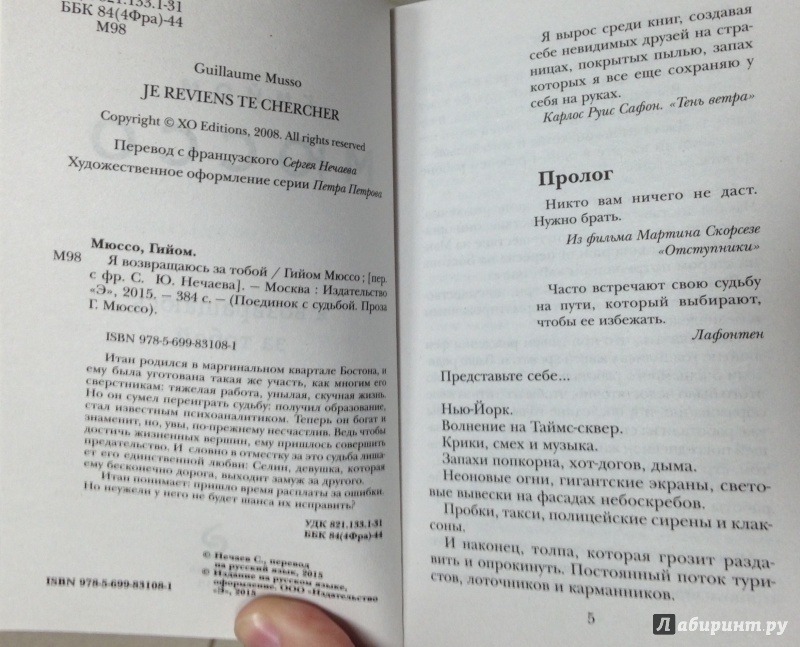 821.133.1-31
ББК 84(4Фра)-44
М98
Guillaume Musso
JE REVIENS TE CHERCHER
Copyright © XO Editions, 2008. All rights reserved
Перевод с французского Сергея Нечаева
Художественное оформление серии Петра Петрова
Мюссо, Гийом.
М98 Я возвращаюсь за тобой / Гийом Мюссо ; [пер.
с фр. С. Ю. Нечаева]. — Москва : Издательство
«Э», 2015. — 384 с. — (Поединок с судьбой. Проза
Г. Мюссо).
ISBN 978-5-699-83108-1
Итан родился в маргинальном квартале Бостона, и
ему была уготована такая же участь, как многим его
сверстникам: тяжелая работа, унылая, скучная жизнь.
Но он сумел переиграть судьбу: получил образование,
стал известным психоаналитиком. Теперь он богат и
знаменит, но, увы, по-прежнему несчастлив. Ведь чтобы
достичь жизненных вершин, ему пришлось совершить
предательство. И словно в отместку за это судьба лиша-
ет его единственной любви: Селин, девушка, которая
ему бесконечно дорога, выходит замуж за другого.
Итан понимает: пришло время расплаты за ошибки.
Но неужели у него не будет шанса их исправить?
УДК 821.133.1-31
ББК 84(4Фра)-44
© Нечаев С., перевод
на русский язык, 2015
© Издание на русском языке,
оформление. ООО «Издательство
«Э», 2015
ISBN 978-5-699-83108-1
Я вырос среди книг, создавая
себе невидимых друзей на стра-
ницах, покрытых пылью, запах
которых я все еще сохраняю у
себя на руках.
Карлос Руис Сафон. «Тень ветра»
Пролог
Никто вам ничего не даст.
Нужно брать.
Из фильма Мартина Скорсезе
«Отступники»
Часто встречают свою судьбу
на пути, который выбирают,
чтобы ее избежать.
Лафонтен
Представьте себе...
Нью-Йорк.
Волнение на Таймс-сквер.
Крики, смех и музыка.
Запахи попкорна, хот-догов, дыма.
Неоновые огни, гигантские экраны, свето-
вые вывески на фасадах небоскребов.
Пробки, такси, полицейские сирены и клак-
соны.
И наконец, толпа, которая грозит разда-
вить и опрокинуть. Постоянный поток тури-
стов, лоточников и карманников.
5
Лабиринт.ру